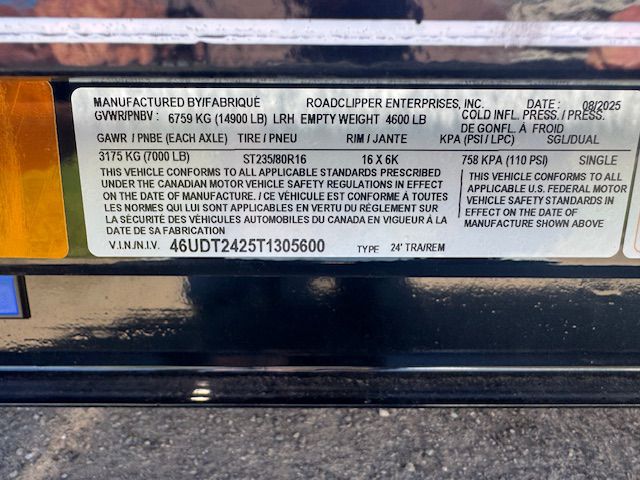 MANUFACTURED BY/FABRIQUÉ ROADCLIPPER ENTERPRISES, INC. DATE : 08/2025
GVWR/PNBV : 6759 KG (14900 LB) LRH EMPTY WEIGHT 4600 LB COLD INFL. PRESS./ PRESS.
DE GONFL. À FROID
GAWR / PNBE (EACH AXLE) TIRE / PNEU RIM / JANTE KPA (PSI / LPC) SGL/DUAL
3175 KG (7000 LB) ST235/80R16 16 X 6K 758 KPA (110 PSI) SINGLE
THIS VEHICLE CONFORMS TO ALL APPLICABLE STANDARDS PRESCRIBED
UNDER THE CANADIAN MOTOR VEHICLE SAFETY REGULATIONS IN EFFECT
ON THE DATE OF MANUFACTURE / CE VÉHICULE EST CONFORME À TOUTES
LES NORMES QUI LUI SONT APPLICABLES EN VERTU DU RÉGLEMENT SUR
LA SÉCURITÉ DES VÉHICULES AUTOMOBILES DU CANADA EN VIGUEUR À LA
DATE DE SA FABRICATION
THIS VEHICLE CONFORMS TO ALL
APPLICABLE U.S. FEDERAL MOTOR
VEHICLE SAFETY STANDARDS IN
EFFECT ON THE DATE OF
MANUFACTURE SHOWN ABOVE
V.I.N./N.I.V. 46UDT2425T1305600 TYPE 24' TRA/REM